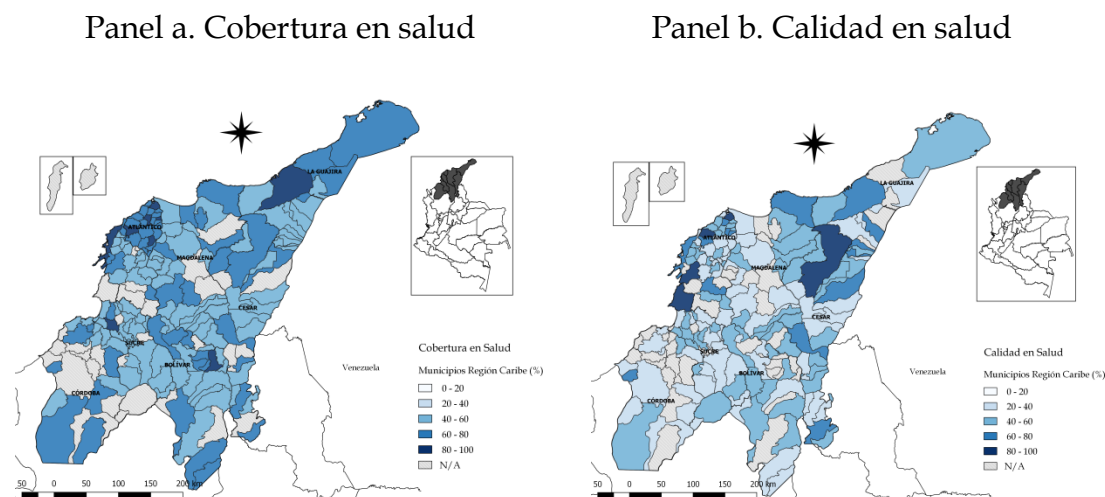 Panel a. Cobertura en salud
Panel b. Calidad en salud
LA GUAJIRA
ATLÁNTICO
MAGDALENA
CESAR
SUCRE
BOLIVAR
CÓRDOBA
Venezuela
Cobertura en Salud
Municipios Región Caribe (%)
0 - 20
20 - 40
40 - 60
60 - 80
80 - 100
N/A
50 0 50 100 150 200 km
LA GUAJIRA
ATLÁNTICO
MAGDALENA
CESAR
SUCRE
BOLIVAR
CÓRDOBA
Venezuela
Calidad en Salud
Municipios Región Caribe (%)
0 - 20
20 - 40
40 - 60
60 - 80
80 - 100
N/A
50 0 50 100 150 200 km